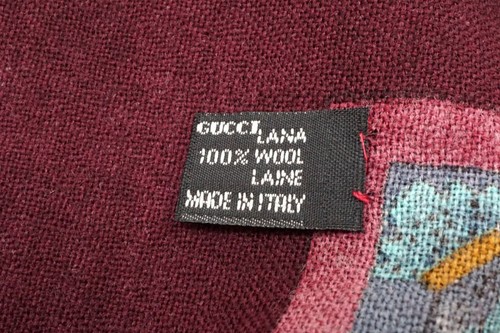 GUCCI LANA
100% WOOL
LAINE
MADE IN ITALY